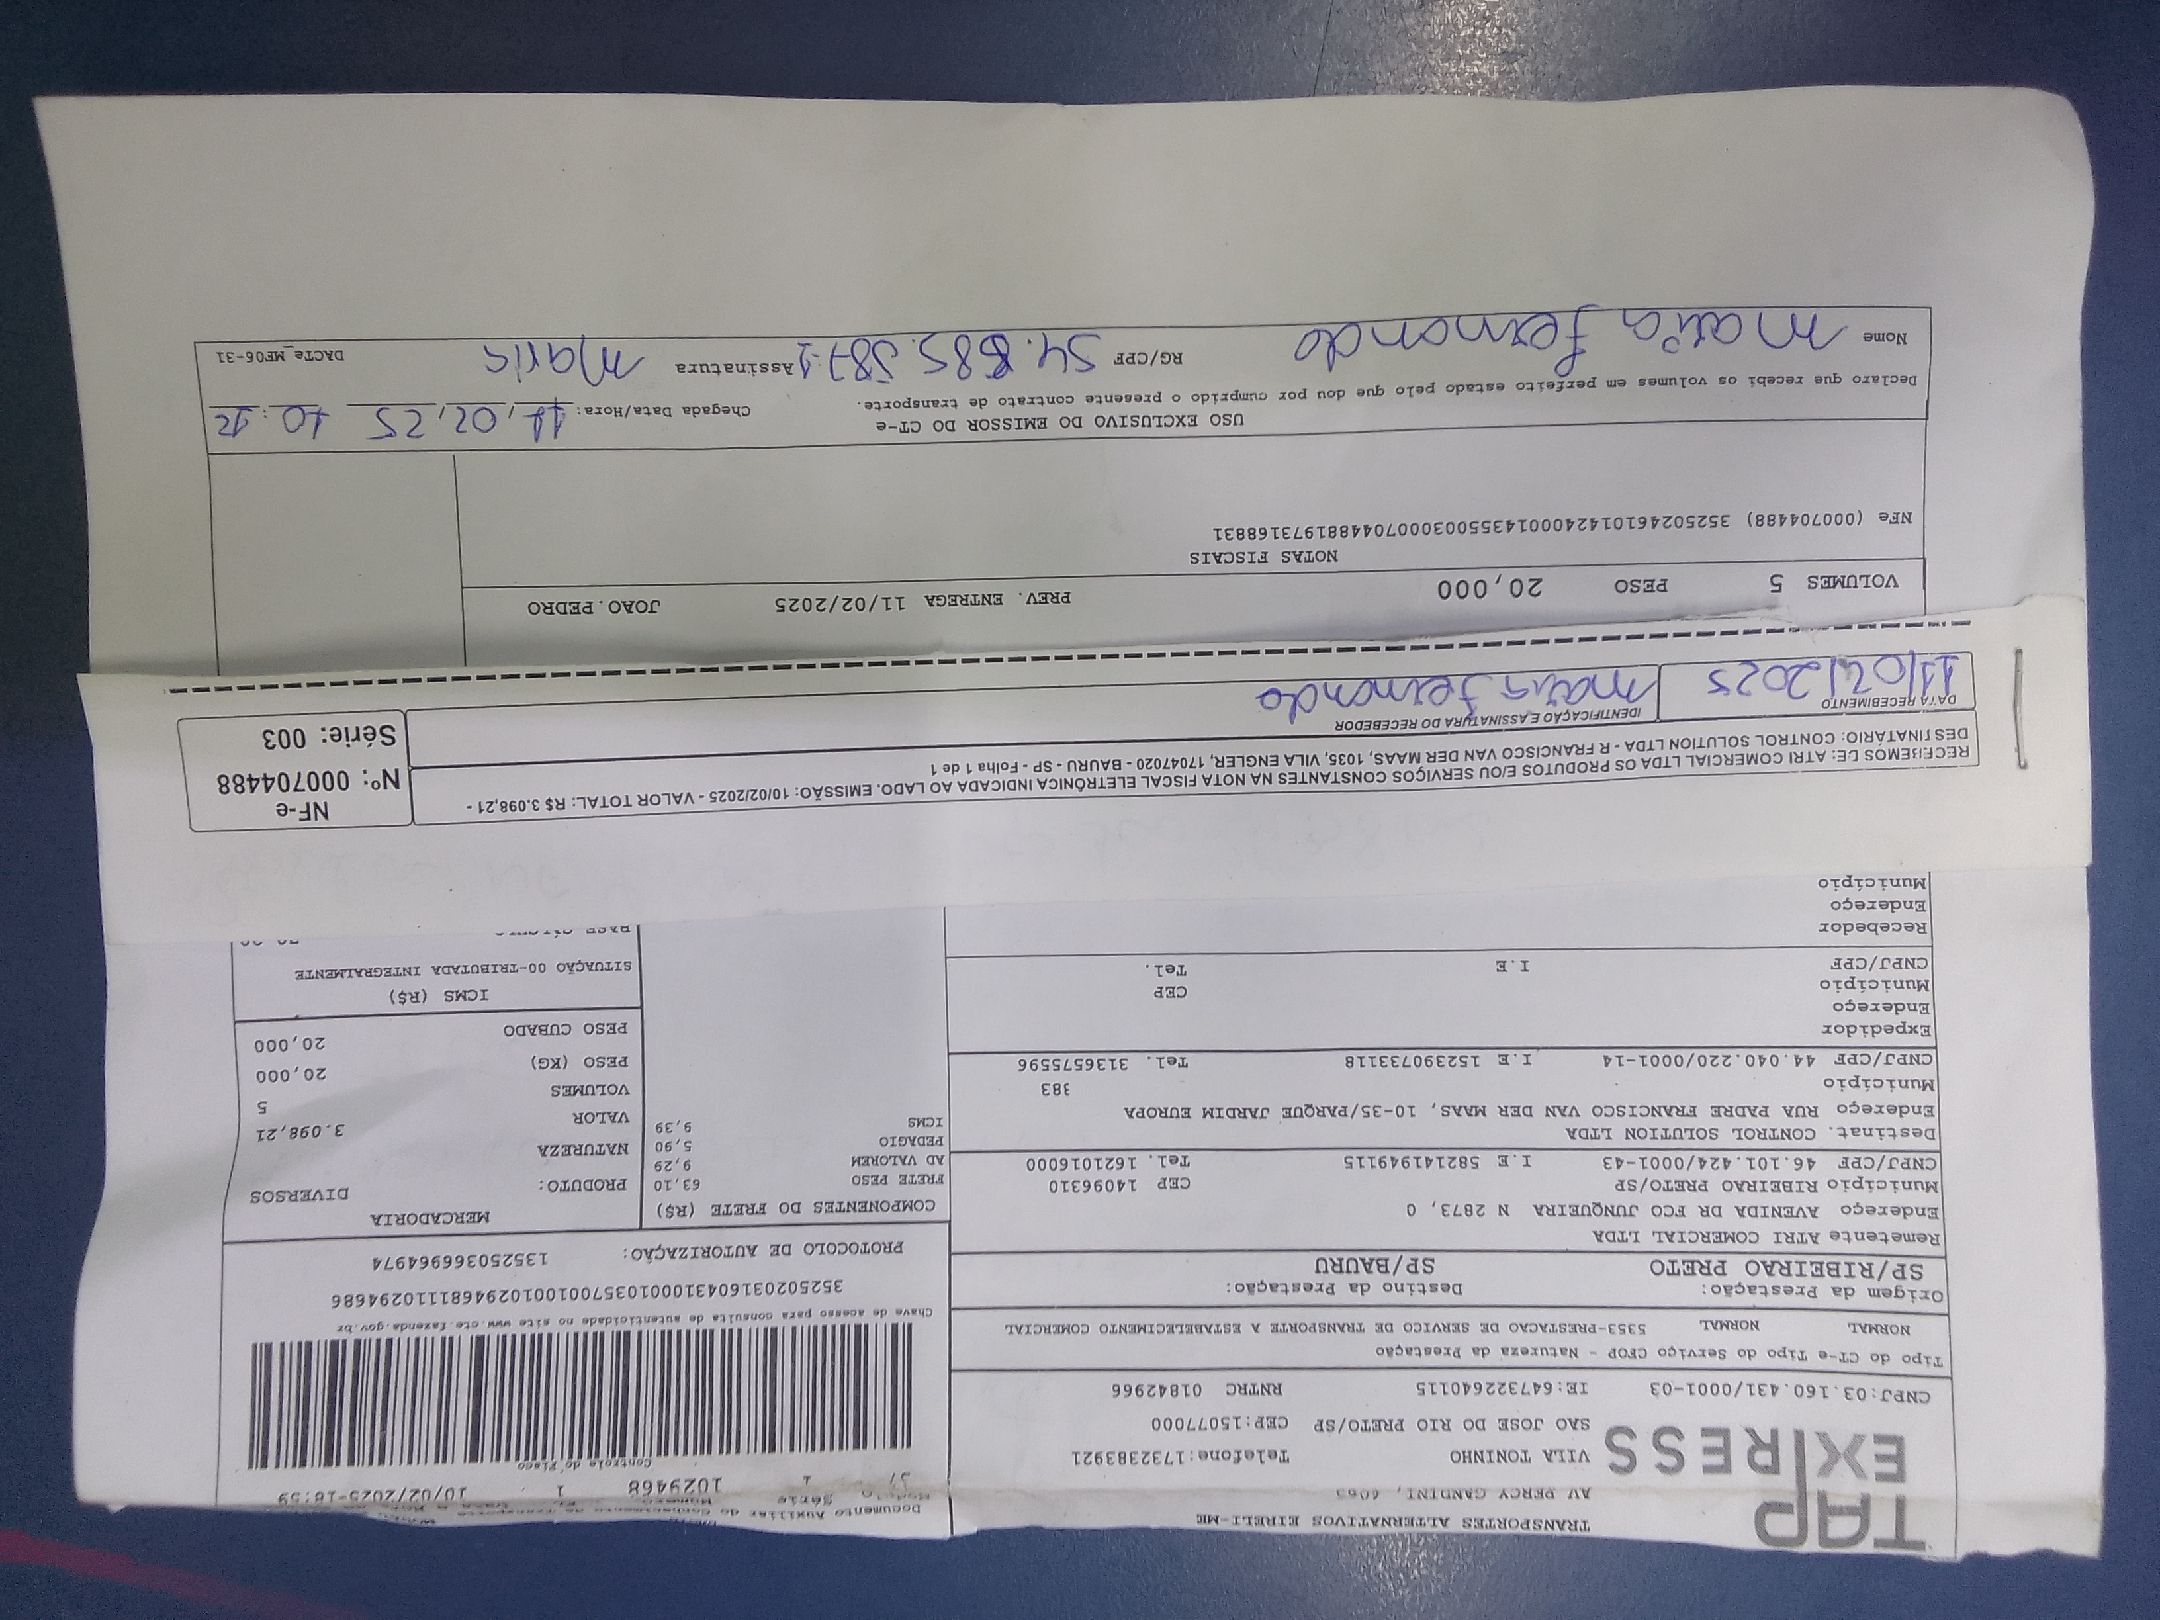 TAP
EXPRESS
TRANSPORTES ALTERNATIVOS EIRELI-ME
AV PERCY GANDINI, 6065
VILA TONINHO Telefone:1732383921
SAO JOSE DO RIO PRETO/SP CEP:15077000
CNPJ:03.160.431/0001-03 IE:647322640115 RNTRC 01842966
Tipo do CT-e Tipo do Serviço CFOP - Natureza da Prestação
NORMAL NORMAL 5353-PRESTACAO DE SERVICO DE TRANSPORTE A ESTABELECIMENTO COMERCIAL
Origem da Prestação: Destino da Prestação:
SP/RIBEIRAO PRETO SP/BAURU
Remetente ATRI COMERCIAL LTDA
Endereço AVENIDA DR FCO JUNQUEIRA N 2873, 0
Município RIBEIRAO PRETO/SP CEP 14096310
CNPJ/CPF 46.101.424/0001-43 I.E 582141949115 Tel. 1621016000
Destinat. CONTROL SOLUTION LTDA
Endereço RUA PADRE FRANCISCO VAN DER MAAS, 10-35/PARQUE JARDIM EUROPA
Município 383
CNPJ/CPF 44.040.220/0001-14 I.E 152390733118 Tel. 3136575596
Expedidor
Endereço
Município CEP
CNPJ/CPF I.E Tel.
Recebedor
Endereço
Município
Documento Auxiliar do Conhecimento de Transporte
Modelo Série Número
57 1 1029468 1 10/02/2025-18:59
Controle do Fisco
Chave de acesso para consulta de autenticidade no site www.cte.fazenda.gov.br
35250203160431000103570010010294681110294686
PROTOCOLO DE AUTORIZAÇÃO: 135250366964974
COMPONENTES DO FRETE (R$)
FRETE PESO 63,10
AD VALOREM 9,29
PEDAGIO 5,90
ICMS 9,39
MERCADORIA
PRODUTO: DIVERSOS
NATUREZA
VALOR 3.098,21
VOLUMES 5
PESO (KG) 20,000
PESO CUBADO 20,000
ICMS (R$)
SITUAÇÃO 00-TRIBUTADA INTEGRALMENTE
RECEBEMOS DE: ATRI COMERCIAL LTDA OS PRODUTOS E/OU SERVIÇOS CONSTANTES NA NOTA FISCAL ELETRÔNICA INDICADA AO LADO. EMISSÃO: 10/02/2025 - VALOR TOTAL: R$ 3.098,21 -
DESTINATÁRIO: CONTROL SOLUTION LTDA - R FRANCISCO VAN DER MAAS, 1035, VILA ENGLER, 17047020 - BAURU - SP - Folha 1 de 1
NF-e
Nº: 000704488
Série: 003
DATA RECEBIMENTO IDENTIFICAÇÃO E ASSINATURA DO RECEBEDOR
11/02/2025 Maria Fernanda
VOLUMES 5 PESO 20,000 PREV. ENTREGA 11/02/2025 JOAO.PEDRO
NOTAS FISCAIS
NFe (000704488) 35250246101424000143550030007044881973168831
USO EXCLUSIVO DO EMISSOR DO CT-e
Declaro que recebi os volumes em perfeito estado pelo que dou por cumprido o presente contrato de transporte. Chegada Data/Hora: 11, 02, 25 10:12
Nome Maria Fernanda RG/CPF 54.685.387-1 Assinatura Maria DACTe_MF06-31